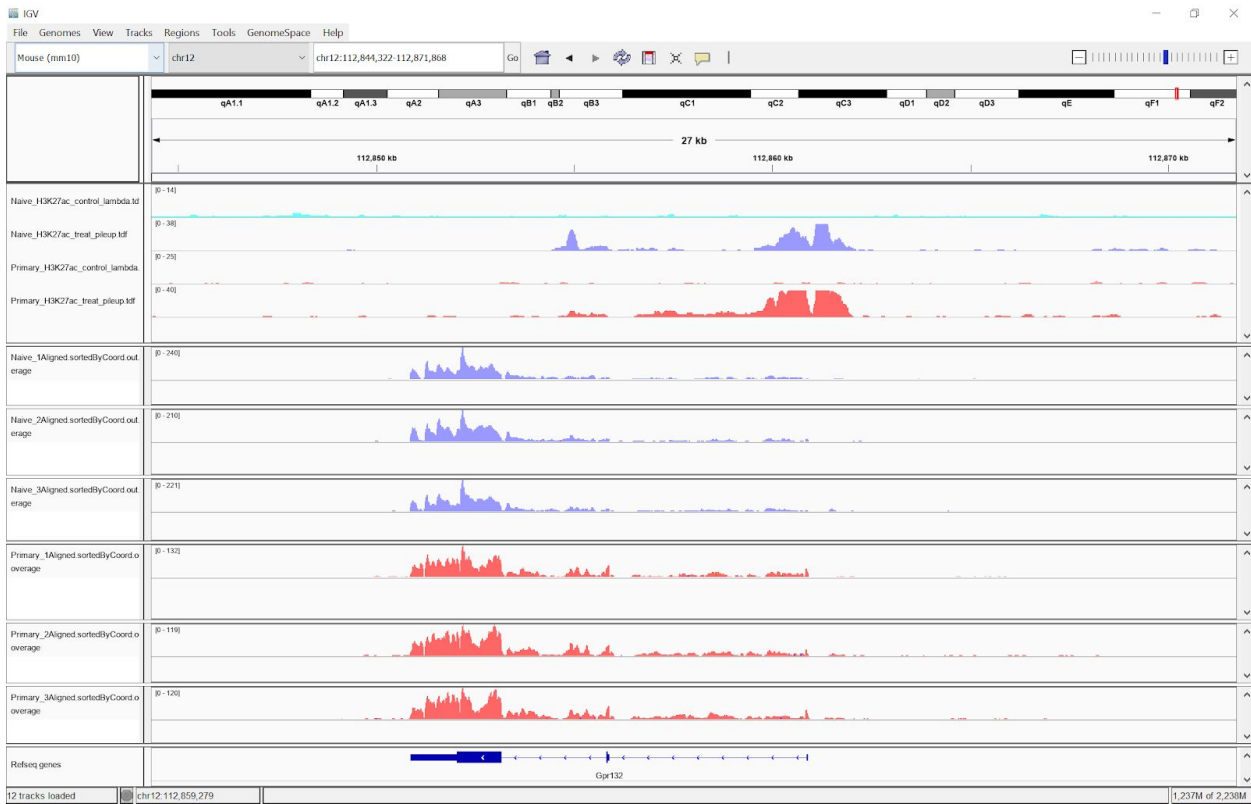 IGV
File Genomes View Tracks Regions Tools GenomeSpace Help
Mouse (mm10) chr12 chr12:112,844,322-112,871,868 Go
qA1.1 qA1.2 qA1.3 qA2 qA3 qB1 qB2 qB3 qC1 qC2 qC3 qD1 qD2 qD3 qE qF1 qF2
27 kb
112,850 kb 112,860 kb 112,870 kb
[0 - 14]
Naive_H3K27ac_control_lambda.td
[0 - 38]
Naive_H3K27ac_treat_pileup.tdf
[0 - 25]
Primary_H3K27ac_control_lambda.
[0 - 40]
Primary_H3K27ac_treat_pileup.tdf
[0 - 240]
Naive_1Aligned.sortedByCoord.out.
erage
[0 - 210]
Naive_2Aligned.sortedByCoord.out.
erage
[0 - 221]
Naive_3Aligned.sortedByCoord.out.
erage
[0 - 132]
Primary_1Aligned.sortedByCoord.o
overage
[0 - 119]
Primary_2Aligned.sortedByCoord.o
overage
[0 - 120]
Primary_3Aligned.sortedByCoord.o
overage
Refseq genes
Gpr132
12 tracks loaded chr12:112,859,279 1,237M of 2,238M